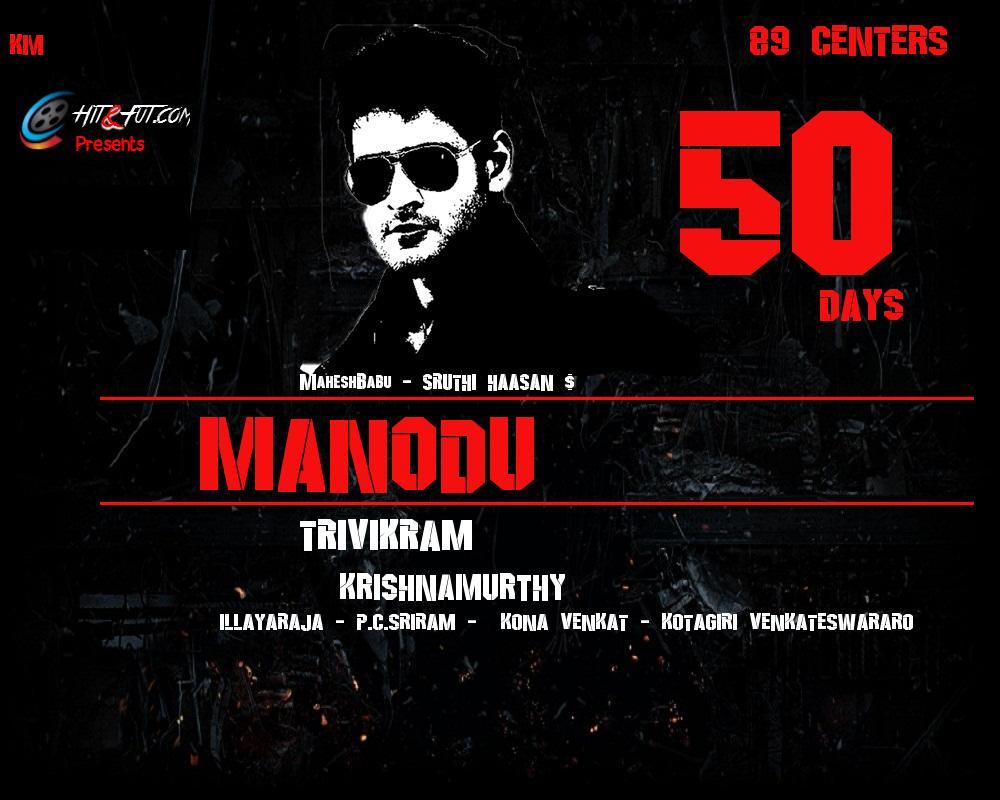 KM
89 CENTERS
HIT&FUT.COM
Presents
50
DAYS
MAHESHBABU - SRUTHI HAASAN $
MANODU
TRIVIKRAM
KRISHNAMURTHY
ILLAYARAJA - P.C.SRIRAM - KONA VENKAT - KOTAGIRI VENKATESWARARO